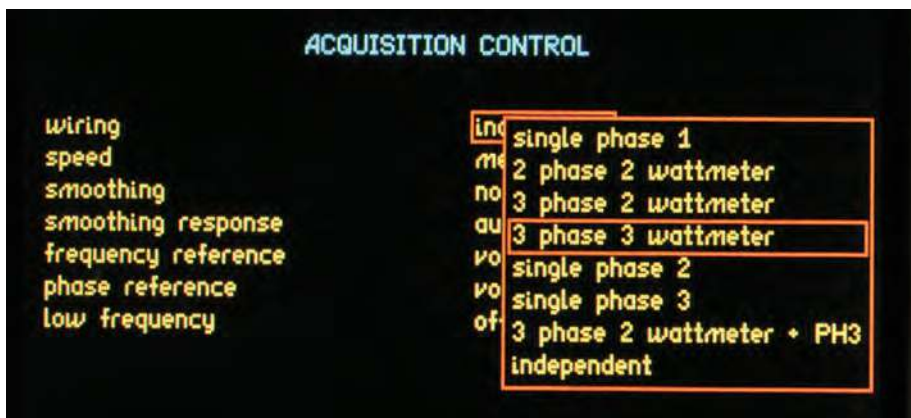 ACQUISITION CONTROL
wiring
speed
smoothing
smoothing response
frequency reference
phase reference
low frequency
single phase 1
2 phase 2 wattmeter
3 phase 2 wattmeter
3 phase 3 wattmeter
single phase 2
single phase 3
3 phase 2 wattmeter + PH3
independent